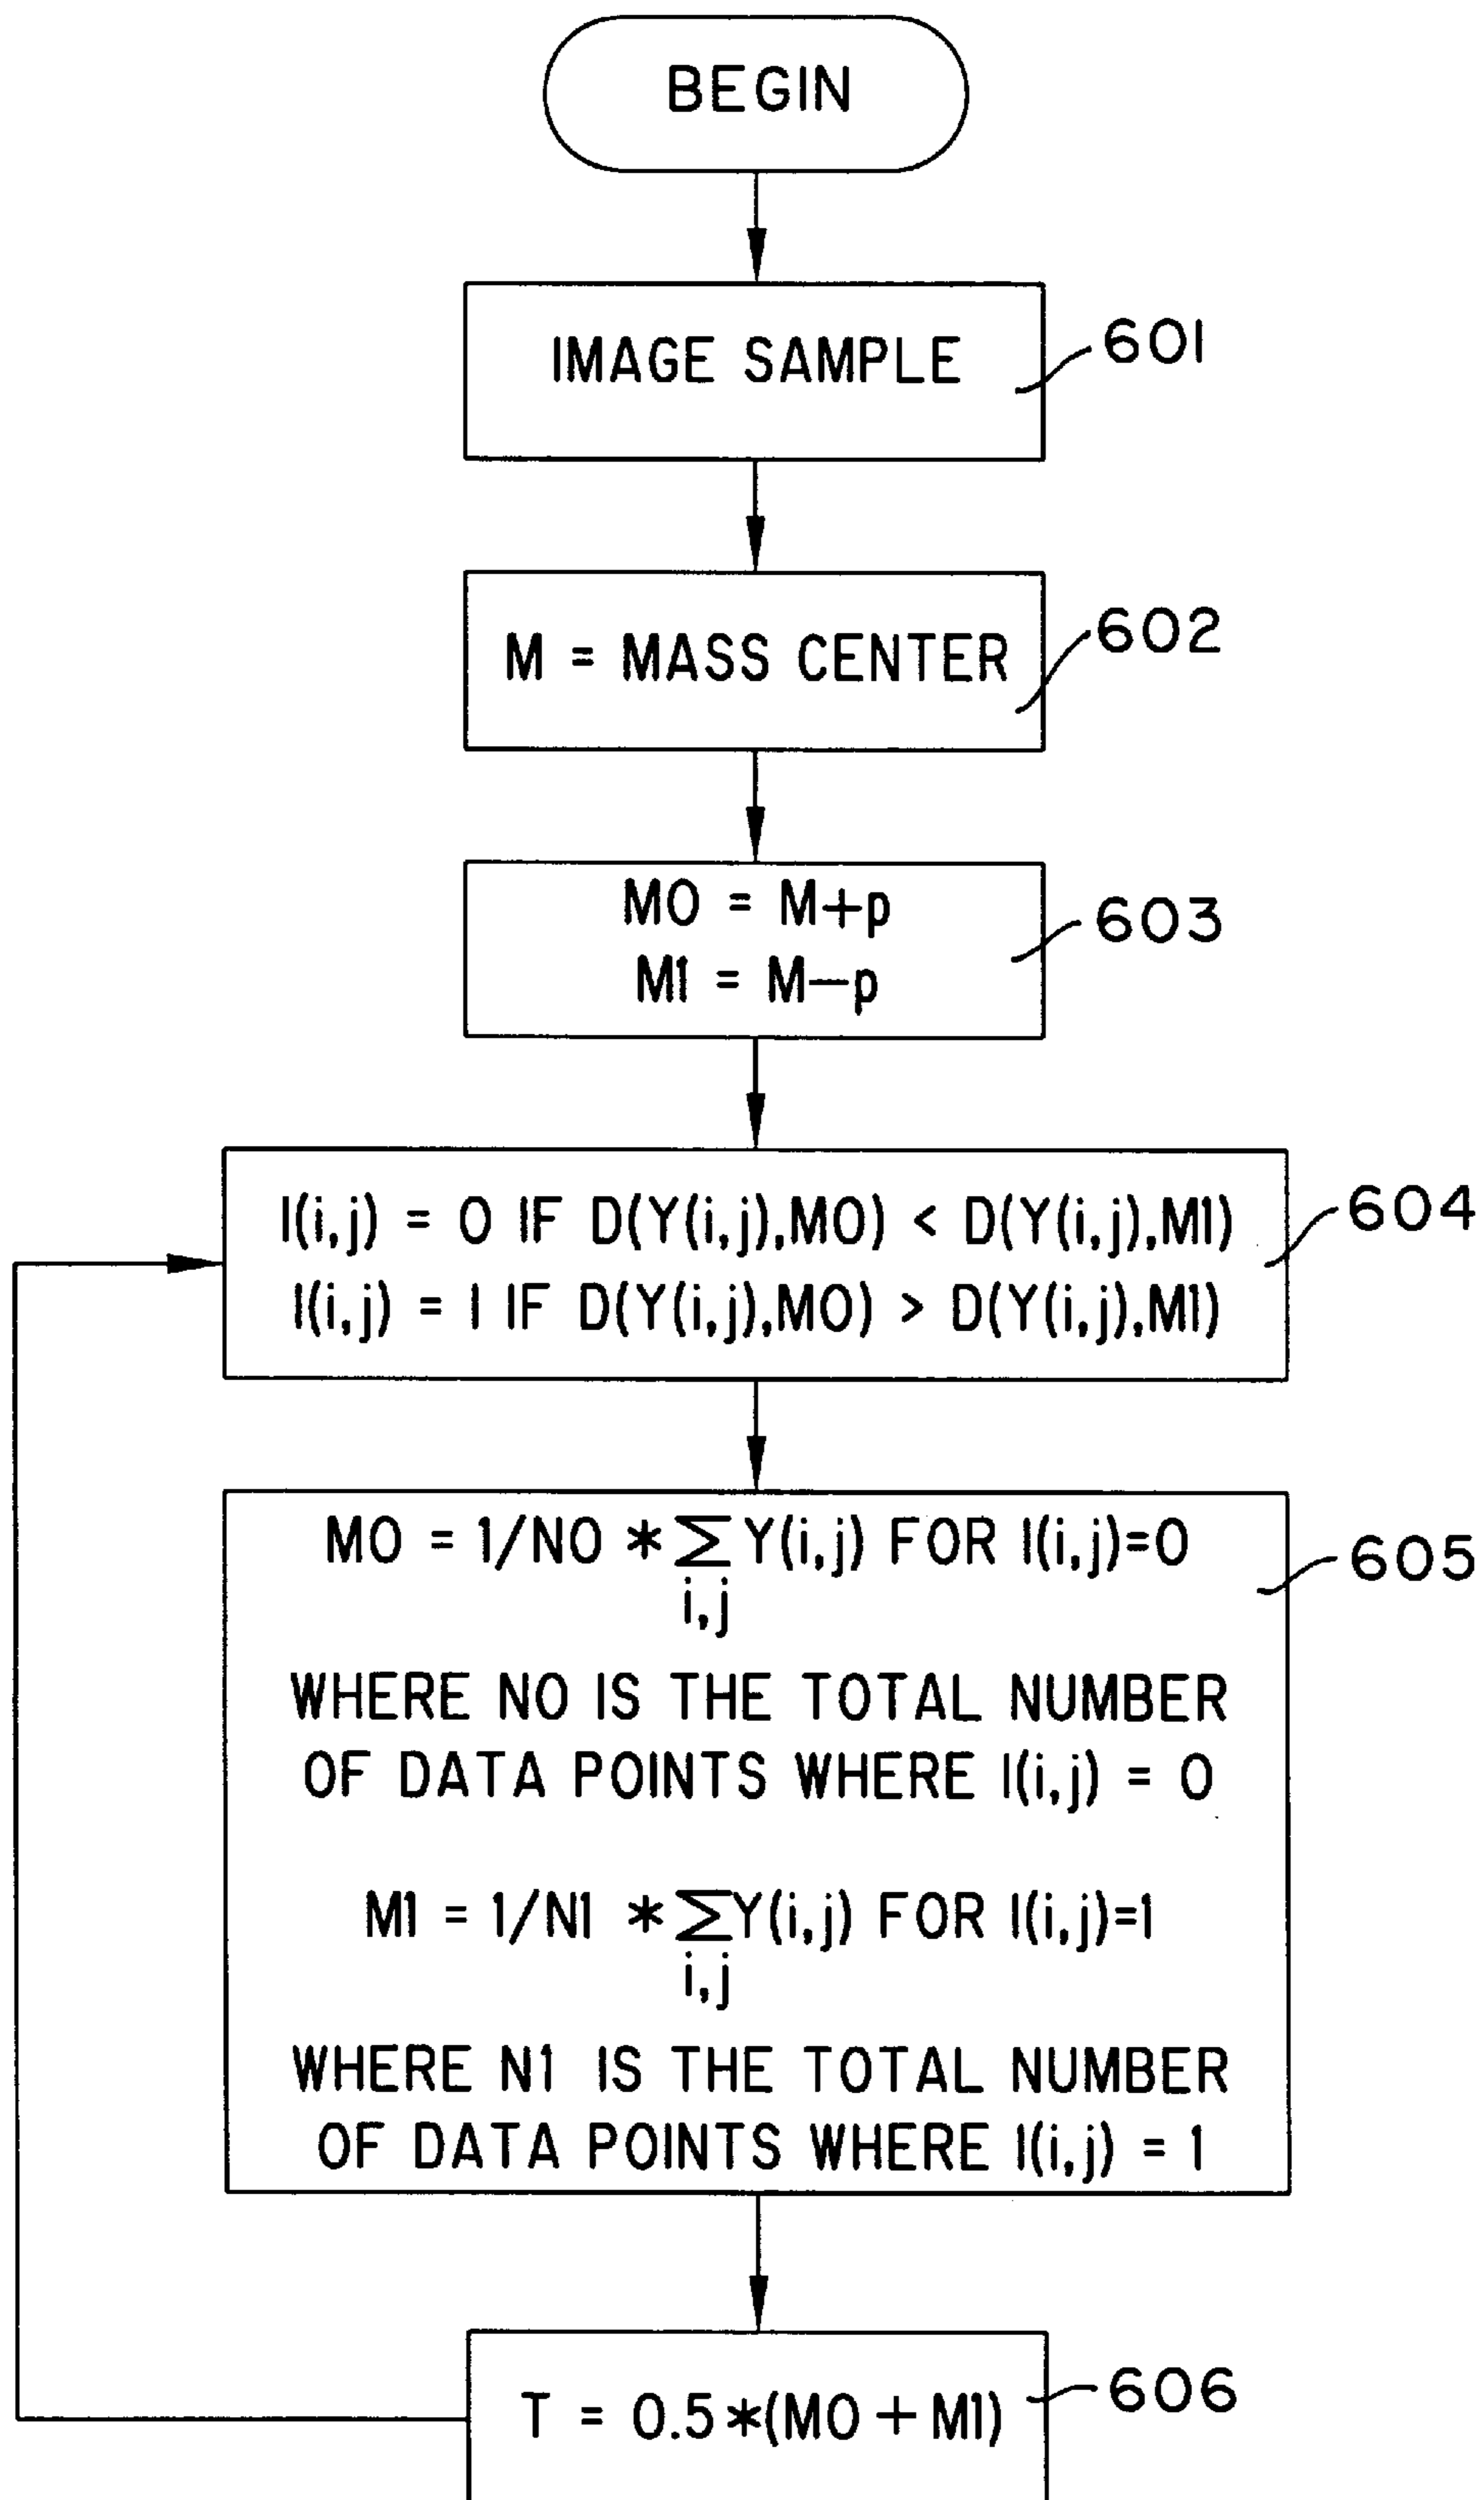 BEGIN
IMAGE SAMPLE
601
M = MASS CENTER
602
M0 = M+p
M1 = M—p
603
I(i,j) = 0 IF D(Y(i,j),M0) < D(Y(i,j),M1)
I(i,j) = 1 IF D(Y(i,j),M0) > D(Y(i,j),M1)
604
M0 = 1/N0 * ∑ Y(i,j) FOR I(i,j)=0
i,j
605
WHERE N0 IS THE TOTAL NUMBER
OF DATA POINTS WHERE I(i,j) = 0
M1 = 1/N1 * ∑Y(i,j) FOR I(i,j)=1
i,j
WHERE N1 IS THE TOTAL NUMBER
OF DATA POINTS WHERE I(i,j) = 1
T = 0.5*(M0 + M1)
606